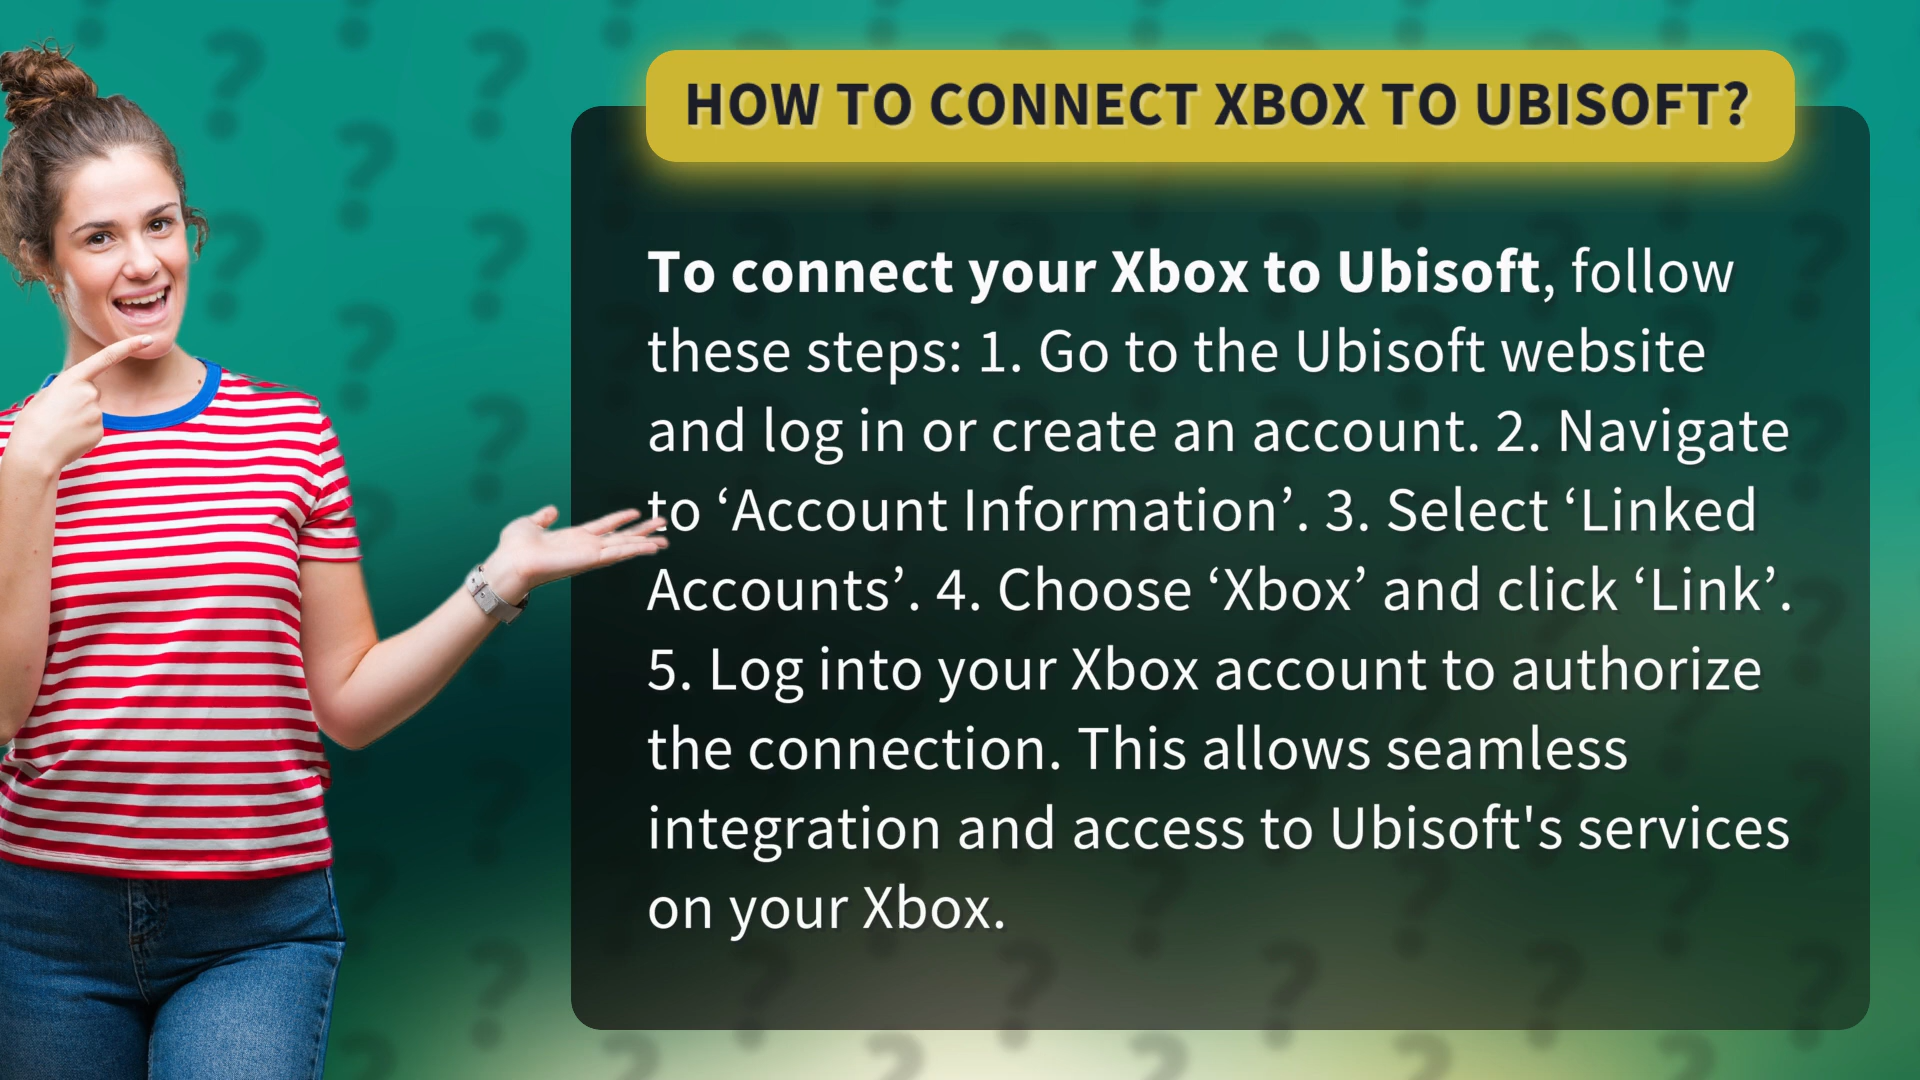 HOW TO CONNECT XBOX TO UBISOFT?
To connect your Xbox to Ubisoft, follow
these steps: 1. Go to the Ubisoft website
and log in or create an account. 2. Navigate
to ‘Account Information’. 3. Select ‘Linked
Accounts’. 4. Choose ‘Xbox’ and click ‘Link’.
5. Log into your Xbox account to authorize
the connection. This allows seamless
integration and access to Ubisoft's services
on your Xbox.